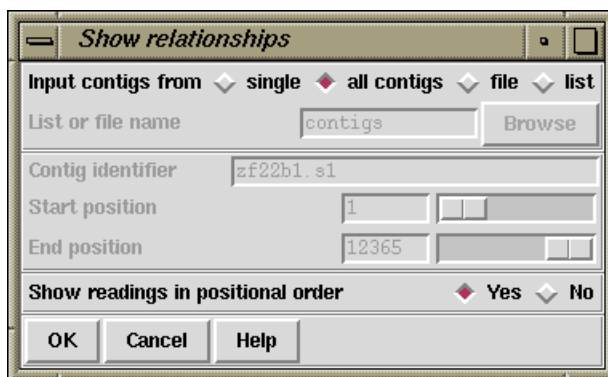 Show relationships
Input contigs from single all contigs file list
List or file name contigs Browse
Contig identifier zf22b1.s1
Start position 1
End position 12365
Show readings in positional order Yes No
OK Cancel Help